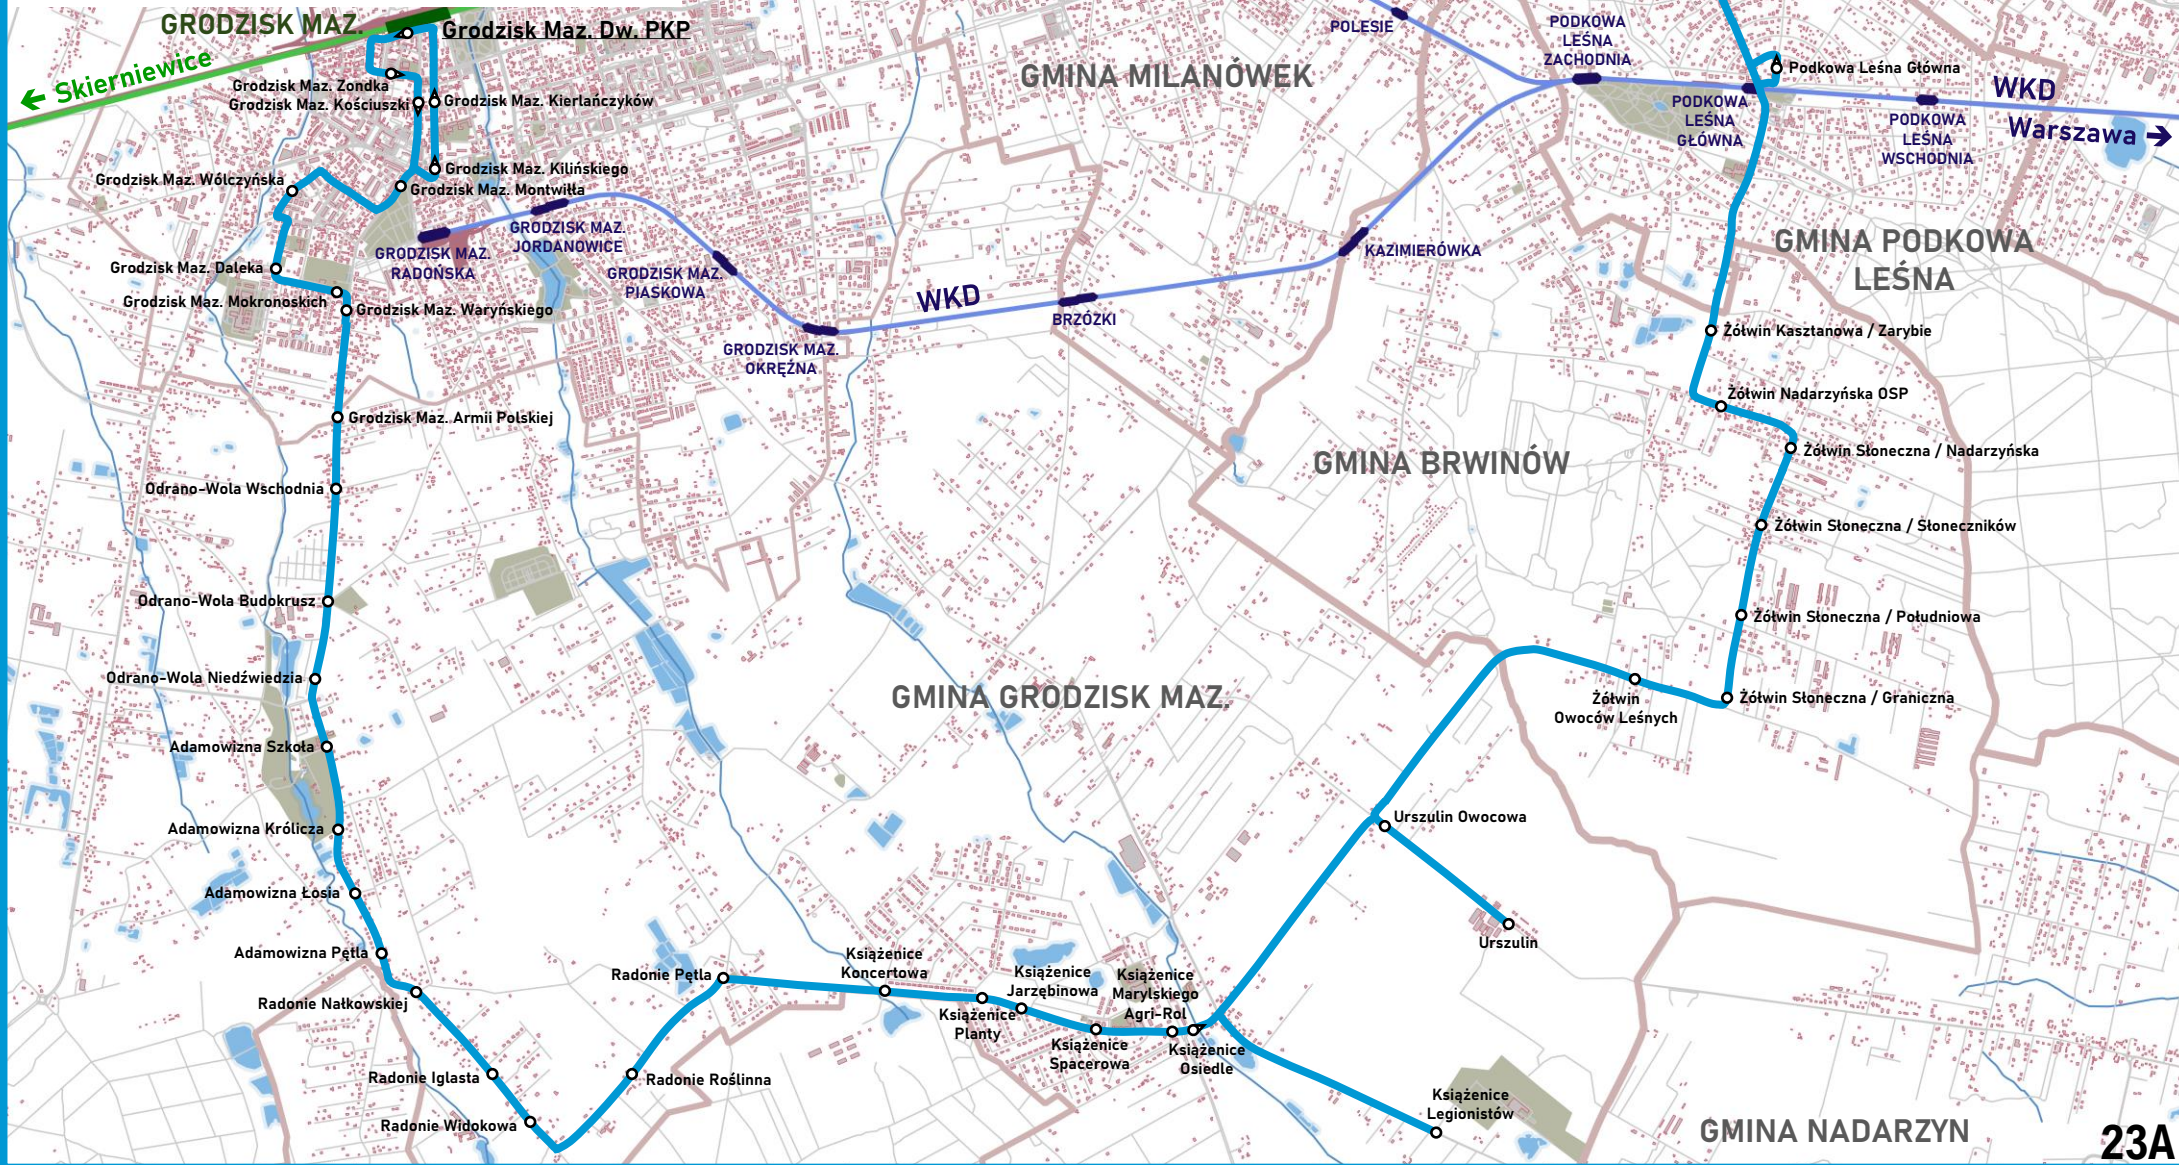 GRODZISK MAZ.
Grodzisk Maz. Dw. PKP
← Skierniewice
Grodzisk Maz. Zondka
Grodzisk Maz. Kościuszki
Grodzisk Maz. Kierlańczyków
Grodzisk Maz. Kilińskiego
Grodzisk Maz. Wólczyńska
Grodzisk Maz. Montwiłła
GRODZISK MAZ.
RADOŃSKA
GRODZISK MAZ.
JORDANOWICE
GRODZISK MAZ.
PIASKOWA
GRODZISK MAZ.
OKRĘŻNA
WKD
BRZÓZKI
KAZIMIERÓWKA
POLESIE
PODKOWA
LEŚNA
ZACHODNIA
PODKOWA
LEŚNA
GŁÓWNA
Podkowa Leśna Główna
PODKOWA
LEŚNA
WSCHODNIA
WKD
Warszawa →
GMINA MILANÓWEK
GMINA PODKOWA
LEŚNA
Grodzisk Maz. Daleka
Grodzisk Maz. Mokronoskich
Grodzisk Maz. Waryńskiego
Grodzisk Maz. Armii Polskiej
Odrano-Wola Wschodnia
Odrano-Wola Budokrusz
Odrano-Wola Niedźwiedzia
Adamowizna Szkoła
Adamowizna Królicza
Adamowizna Łosia
Adamowizna Pętla
Radonie Nałkowskiej
Radonie Iglasta
Radonie Widokowa
Radonie Roślinna
Radonie Pętla
Książenice
Koncertowa
Książenice
Planty
Książenice
Jarzębinowa
Książenice
Spacerowa
Książenice
Marylskiego
Agri-Rol
Książenice
Osiedle
Książenice
Legionistów
Urszulin Owocowa
Urszulin
Żółwin
Owoców Leśnych
Żółwin Słoneczna / Graniczna
Żółwin Słoneczna / Południowa
Żółwin Słoneczna / Słoneczników
Żółwin Słoneczna / Nadarzyńska
Żółwin Nadarzyńska OSP
Żółwin Kasztanowa / Zarybie
GMINA BRWINÓW
GMINA GRODZISK MAZ.
GMINA NADARZYN
23A